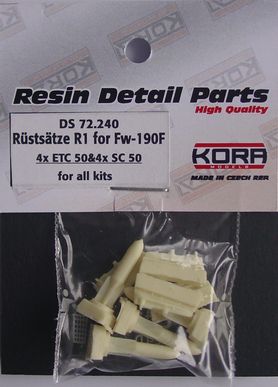 Resin Detail Parts
High Quality
DS 72.240
Rüstsätze R1 for Fw-190F
4x ETC 50&4x SC 50
for all kits
KORA
MODELS
MADE IN CZECH REP.